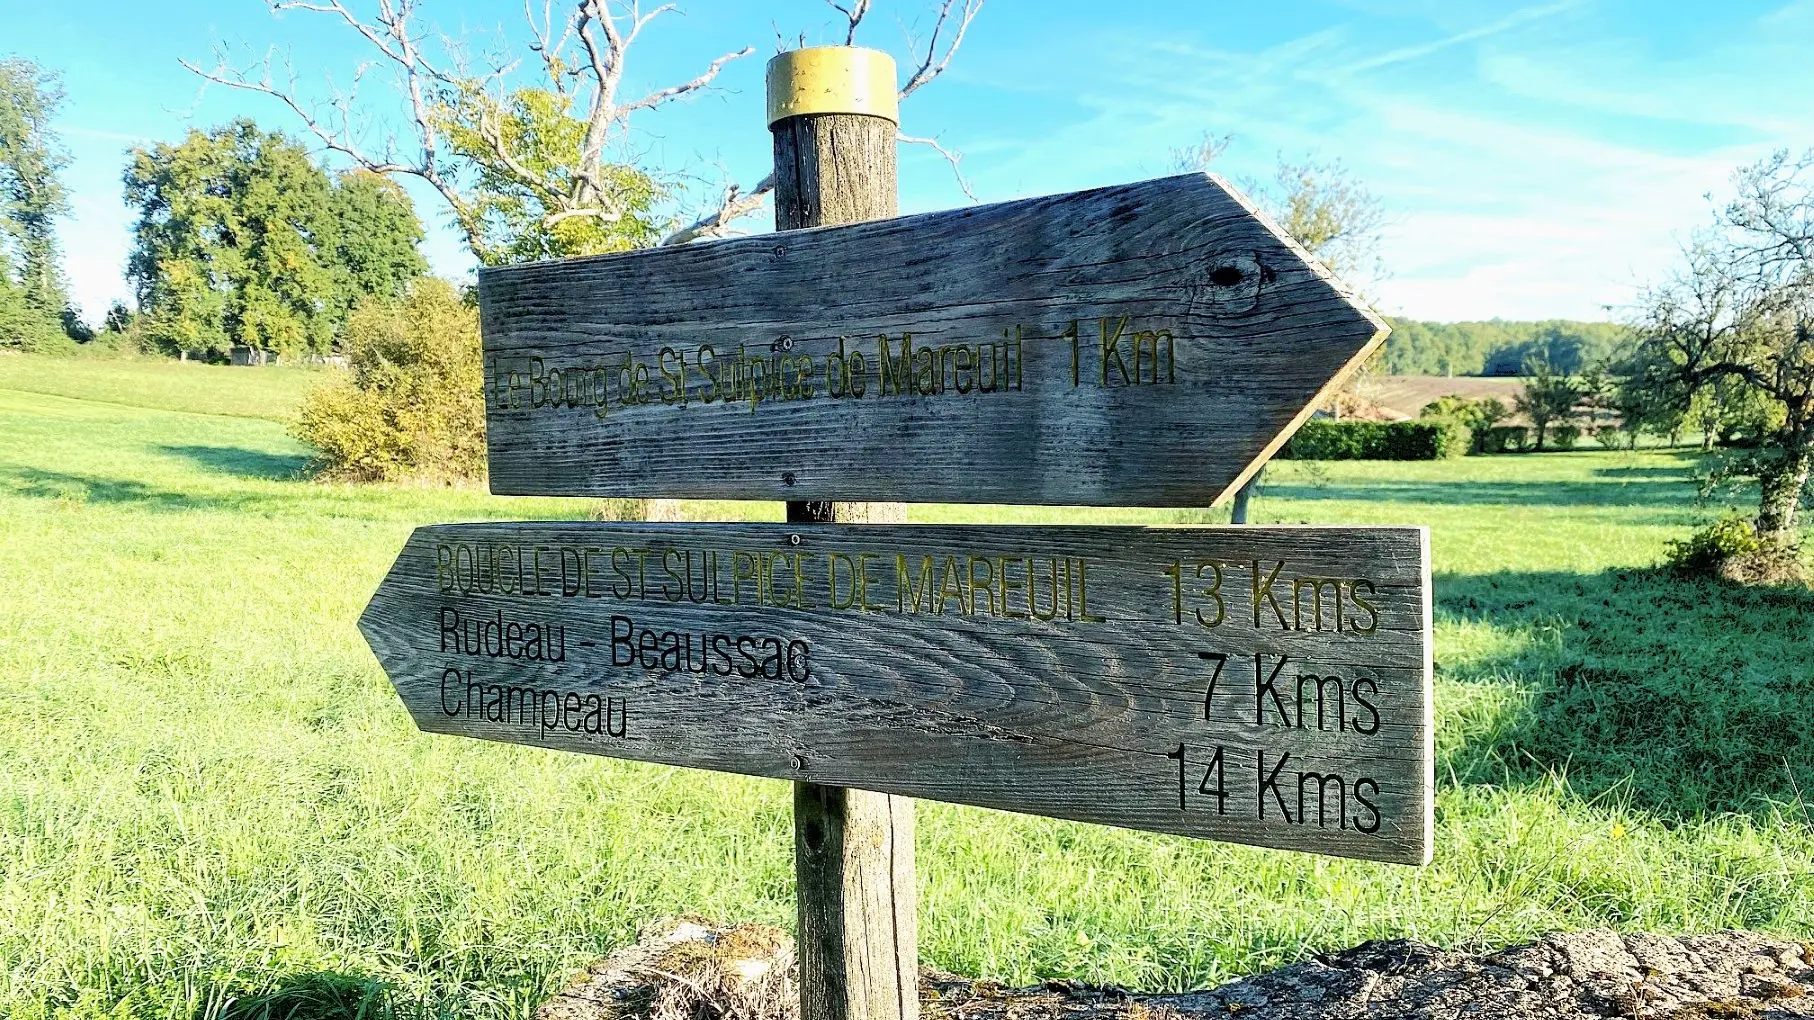 Le Bourg de St Sulpice de Mareuil 1 Km
BOUCLE DE ST SULPICE DE MAREUIL 13 Kms
Rudeau - Beaussac 7 Kms
Champeau 14 Kms